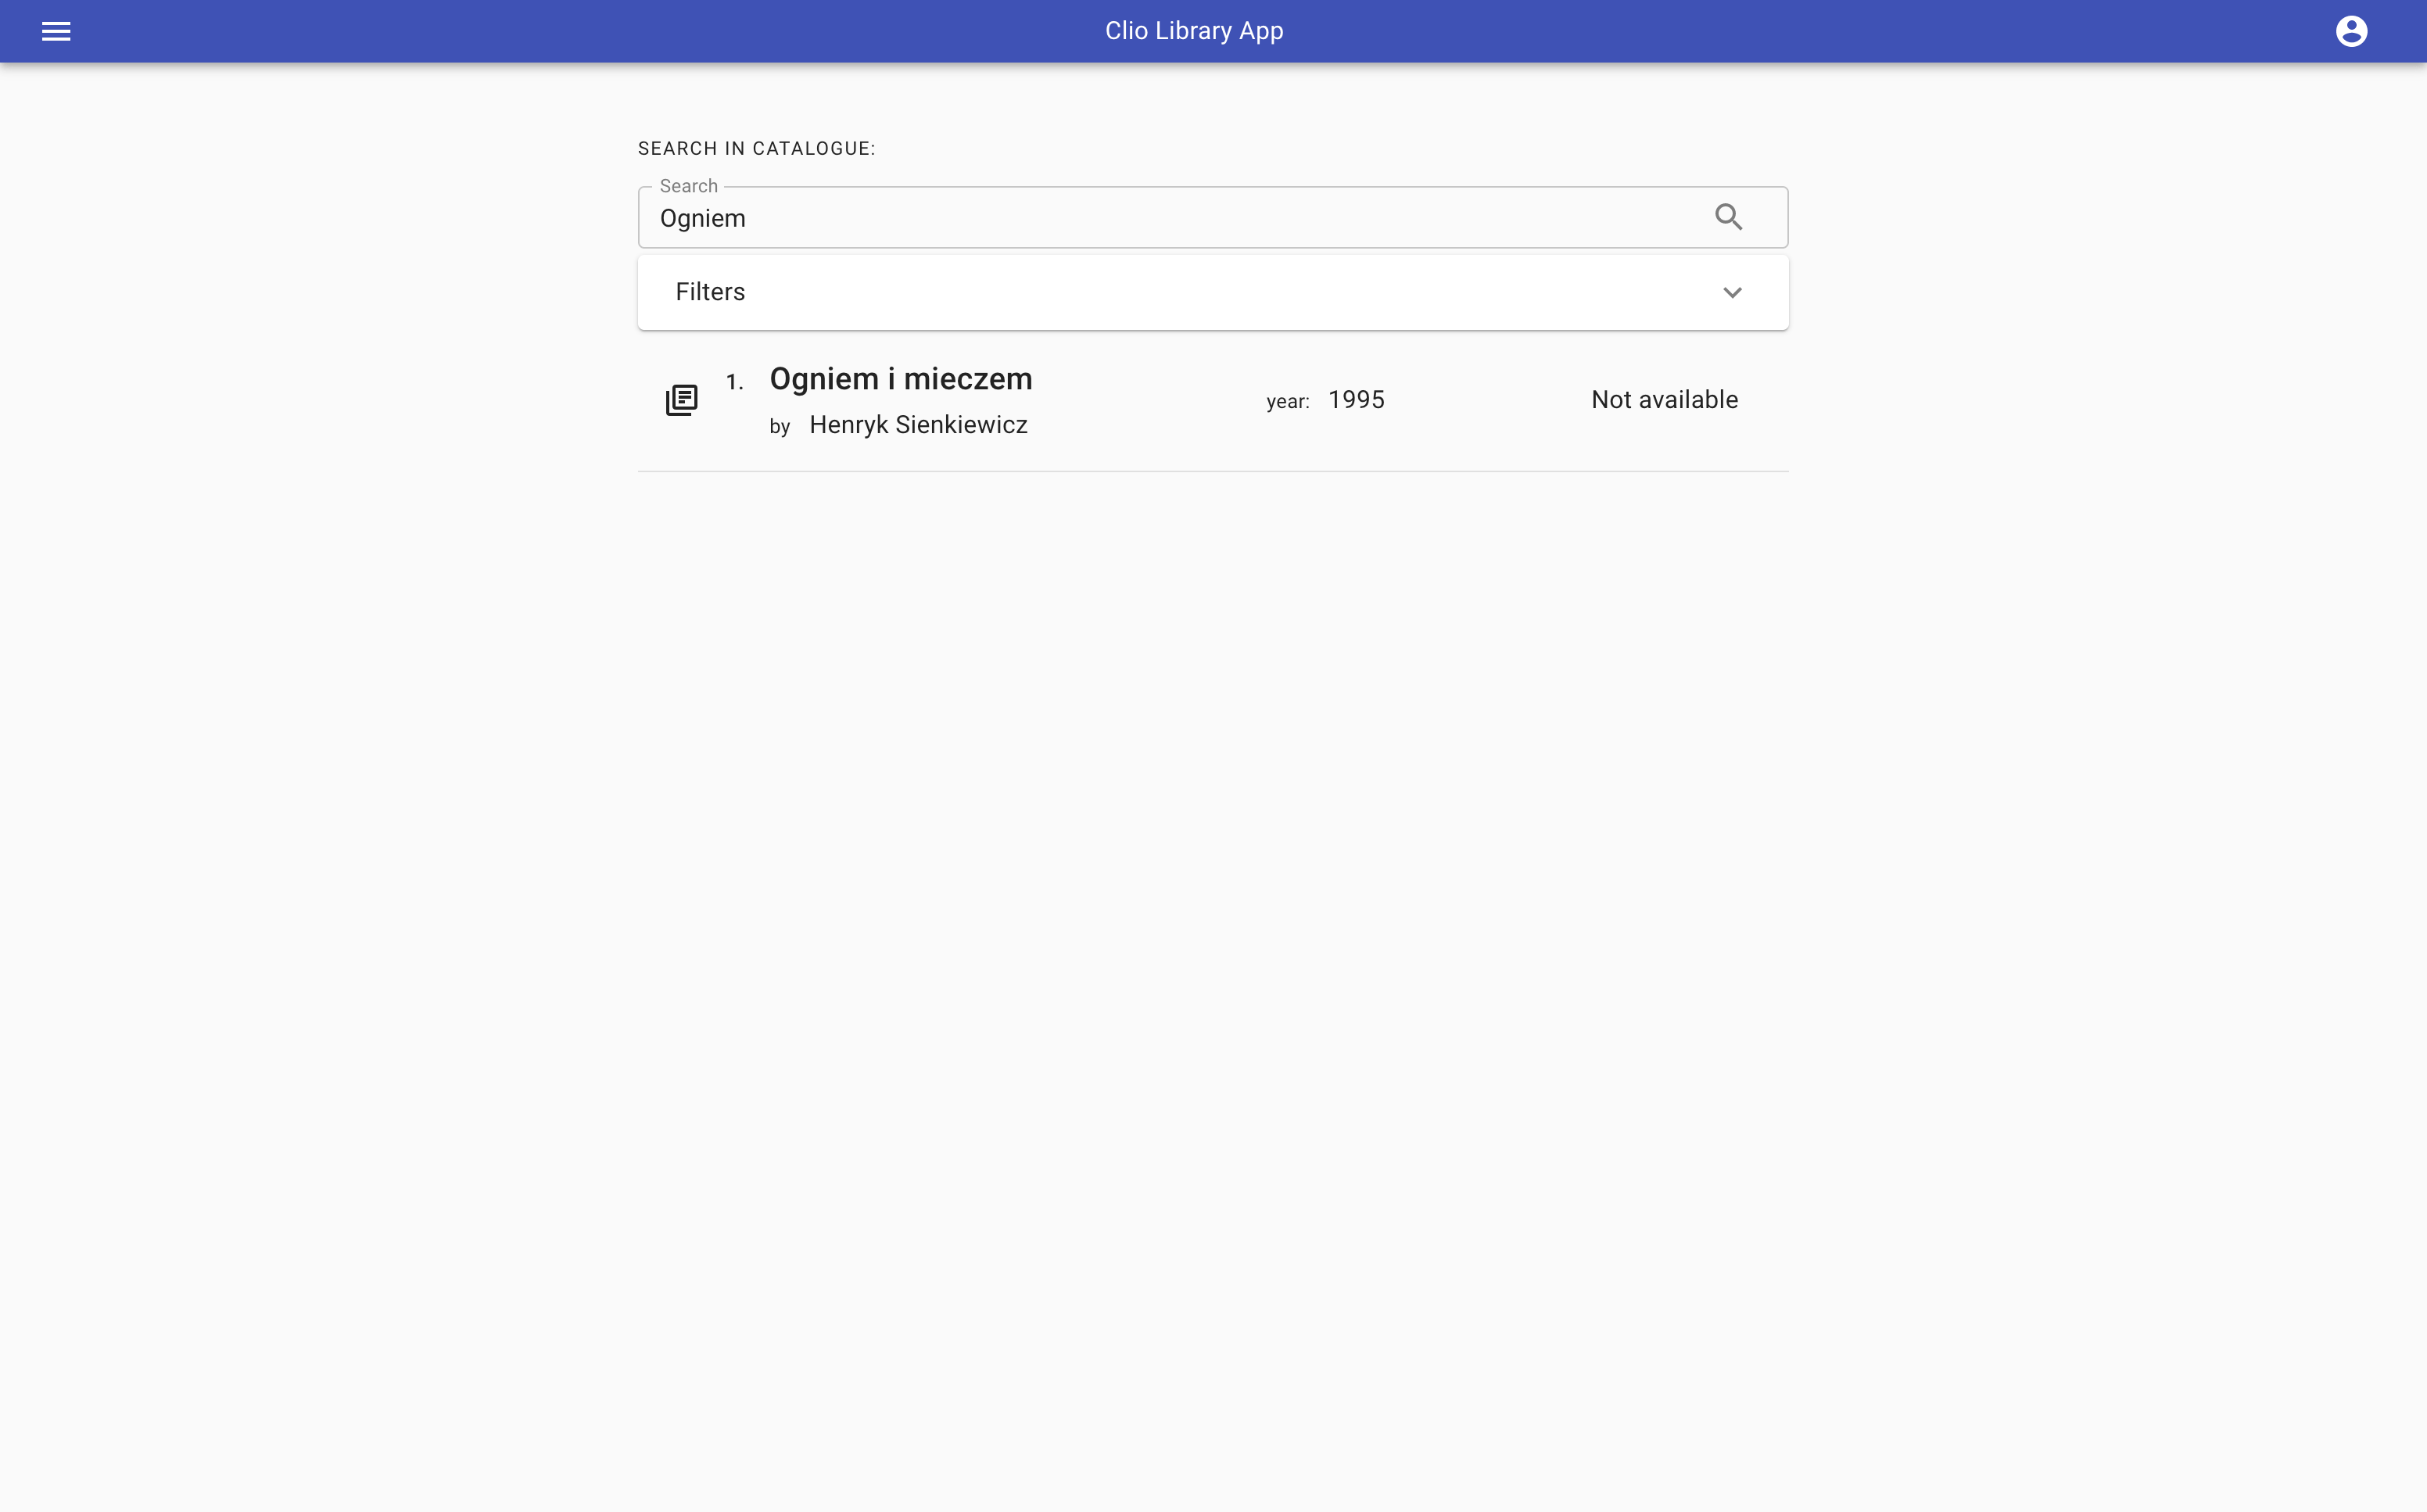 Clio Library App
SEARCH IN CATALOGUE:
Search
Ogniem
Filters
1. Ogniem i mieczem
by Henryk Sienkiewicz
year: 1995
Not available